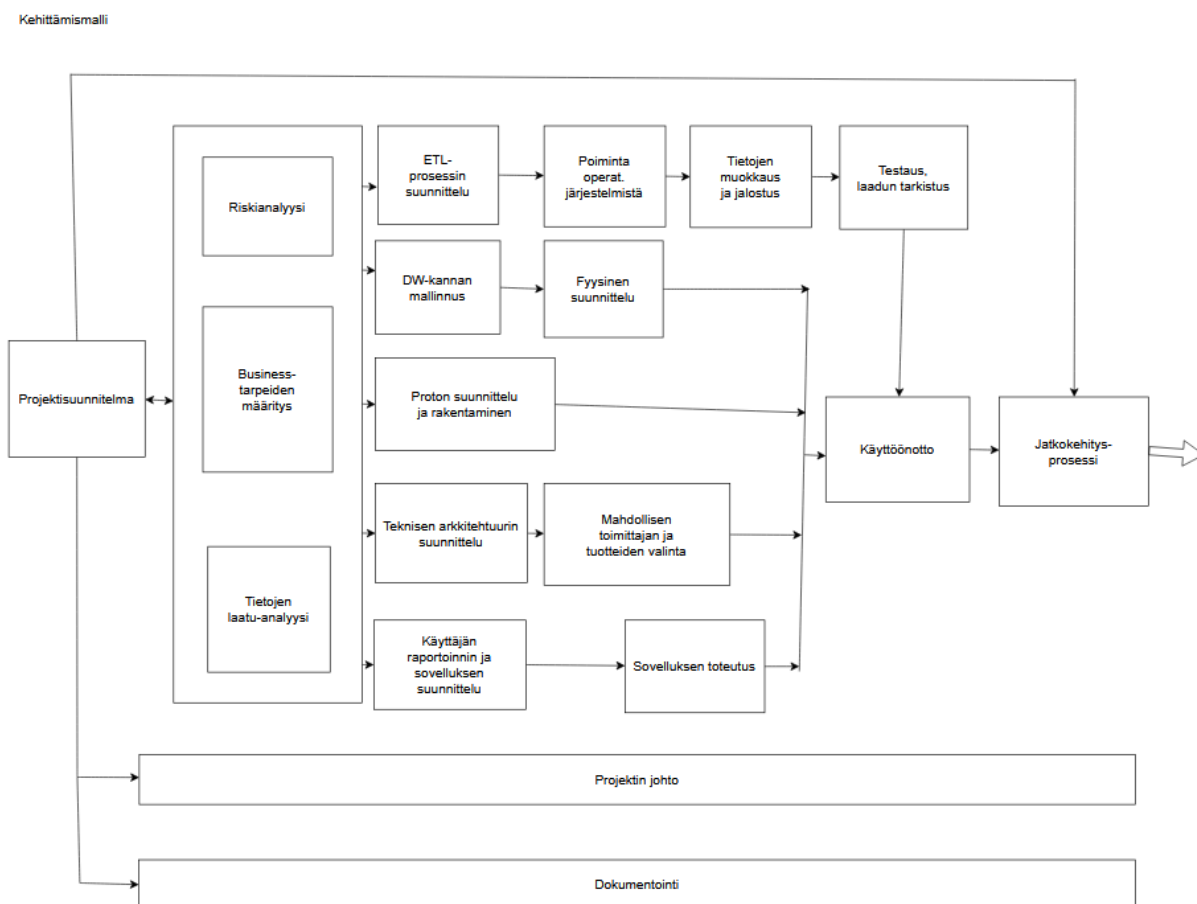 Kehittämismalli
Projektisuunnitelma
Riskianalyysi
Business-
tarpeiden
määritys
Tietojen
laatu-analyysi
ETL-
prosessin
suunnittelu
Poiminta
operat.
järjestelmistä
Tietojen
muokkaus
ja jalostus
Testaus,
laadun tarkistus
DW-kannan
mallinnus
Fyysinen
suunnittelu
Proton suunnittelu
ja rakentaminen
Teknisen arkkitehtuurin
suunnittelu
Mahdollisen
toimittajan ja
tuotteiden valinta
Käyttäjän
raportoinnin ja
sovelluksen
suunnittelu
Sovelluksen toteutus
Käyttöönotto
Jatkokehitys-
prosessi
Projektin johto
Dokumentointi